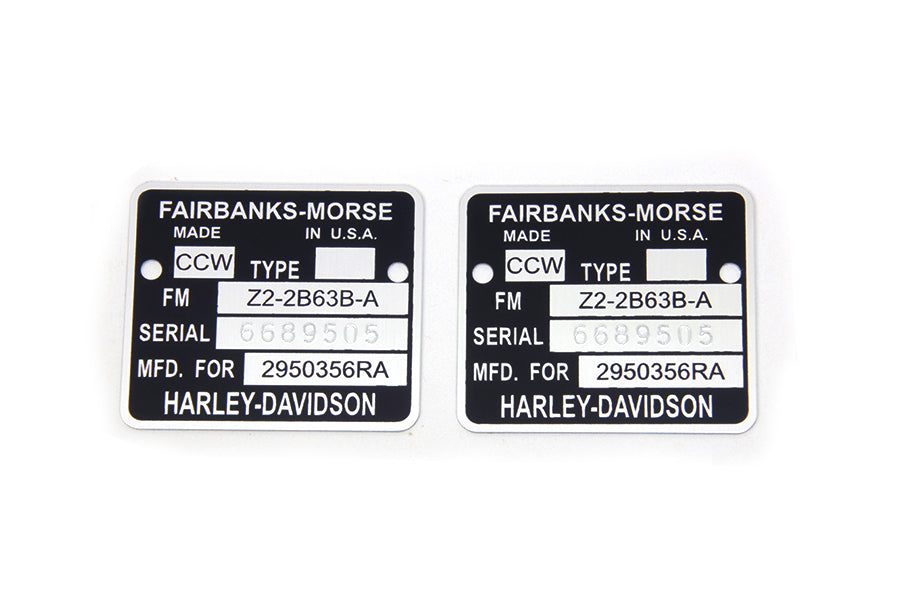 FAIRBANKS-MORSE
MADE IN U.S.A.
CCW TYPE
FM Z2-2B63B-A
SERIAL 6689505
MFD. FOR 2950356RA
HARLEY-DAVIDSON
FAIRBANKS-MORSE
MADE IN U.S.A.
CCW TYPE
FM Z2-2B63B-A
SERIAL 6689505
MFD. FOR 2950356RA
HARLEY-DAVIDSON